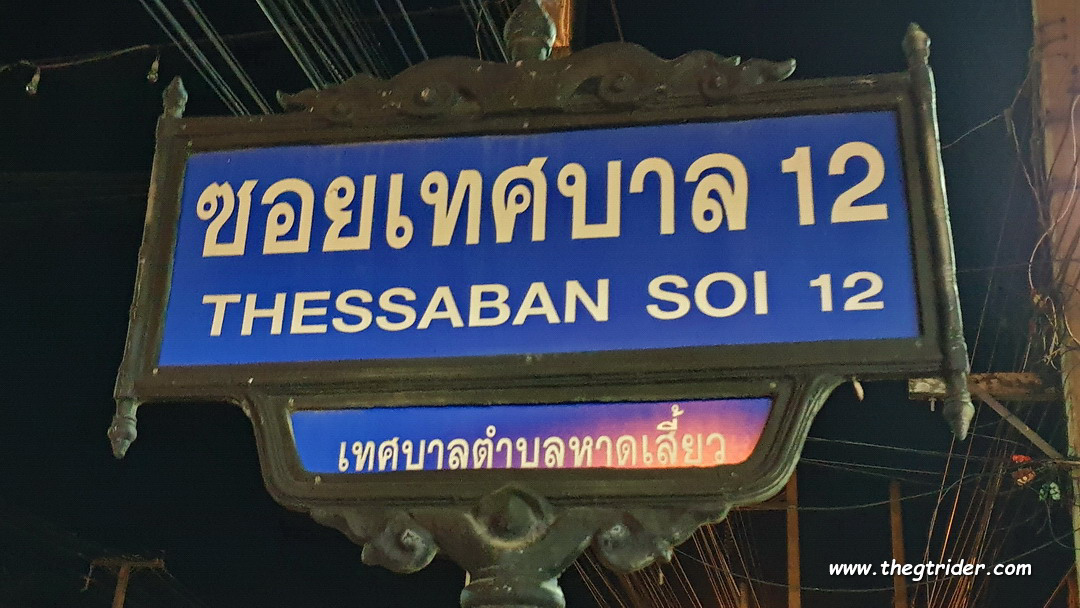 ซอยเทศบาล 12
THESSABAN SOI 12
เทศบาลตำบลหาดเสี้ยว
www.thegtrider.com